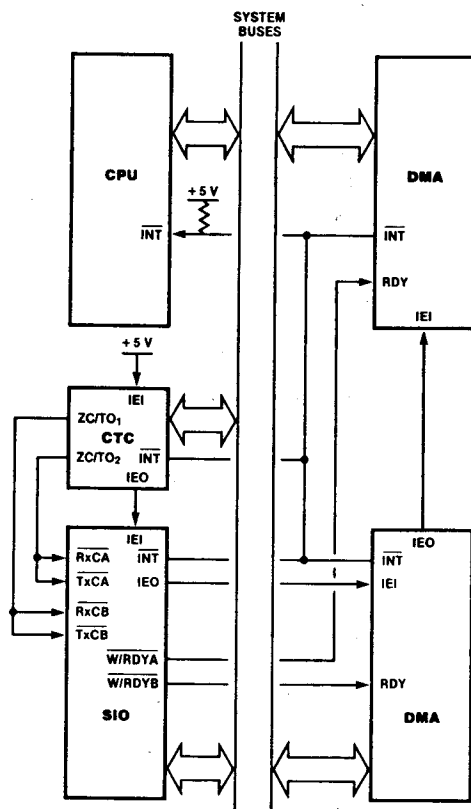 SYSTEM
BUSES
CPU
+5 V
INT
DMA
INT
RDY
IEI
+5 V
IEI
ZC/TO1
CTC
ZC/TO2
INT
IEO
IEI
RxCA
INT
TxCA
IEO
RxCB
TxCB
W/RDYA
W/RDYB
SIO
IEO
INT
IEI
RDY
DMA